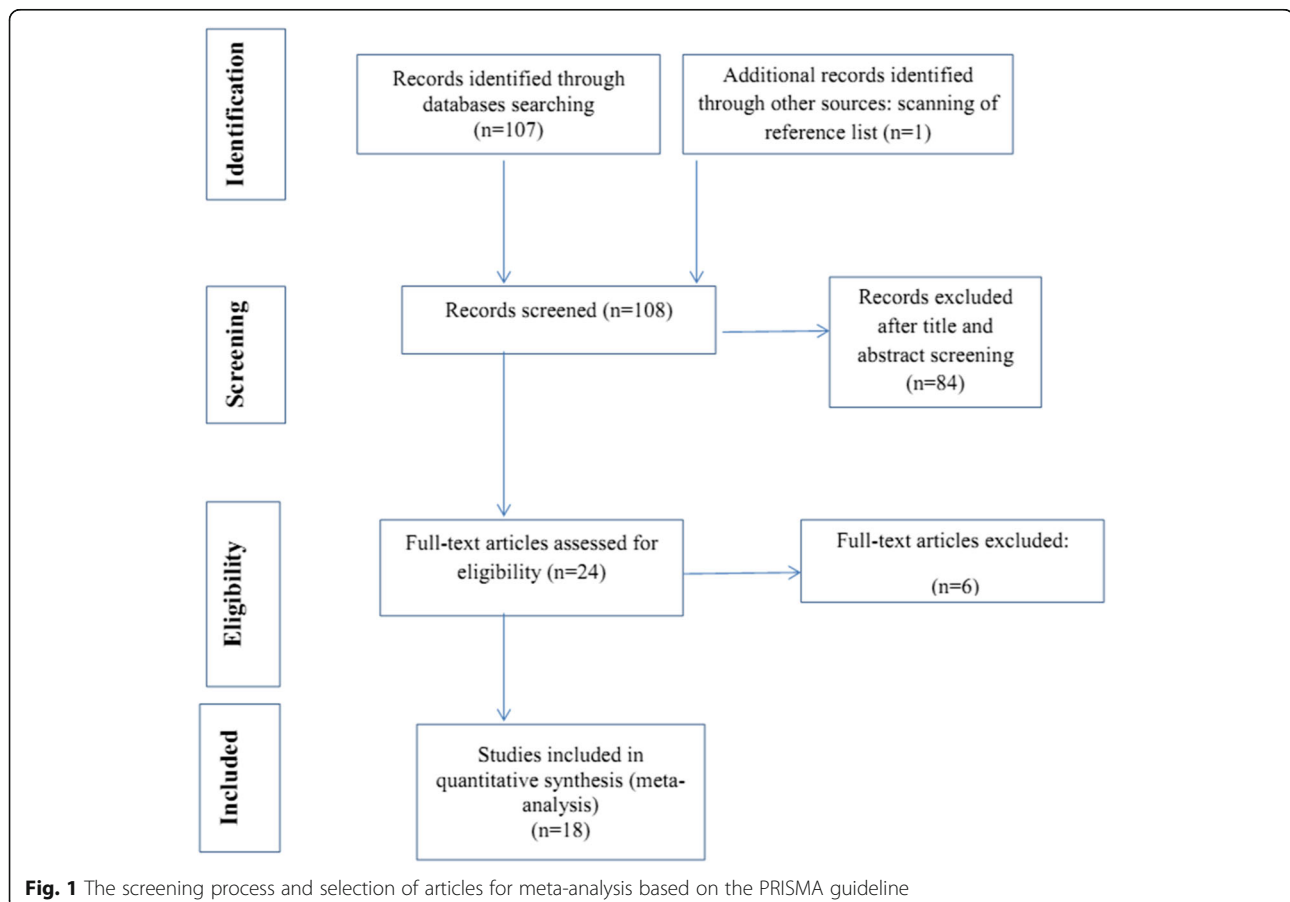 Identification
Records identified through
databases searching
(n=107)
Additional records identified
through other sources: scanning of
reference list (n=1)
Screening
Records screened (n=108)
Records excluded
after title and
abstract screening
(n=84)
Eligibility
Full-text articles assessed for
eligibility (n=24)
Full-text articles excluded:
(n=6)
Included
Studies included in
quantitative synthesis (meta-
analysis)
(n=18)
Fig. 1 The screening process and selection of articles for meta-analysis based on the PRISMA guideline